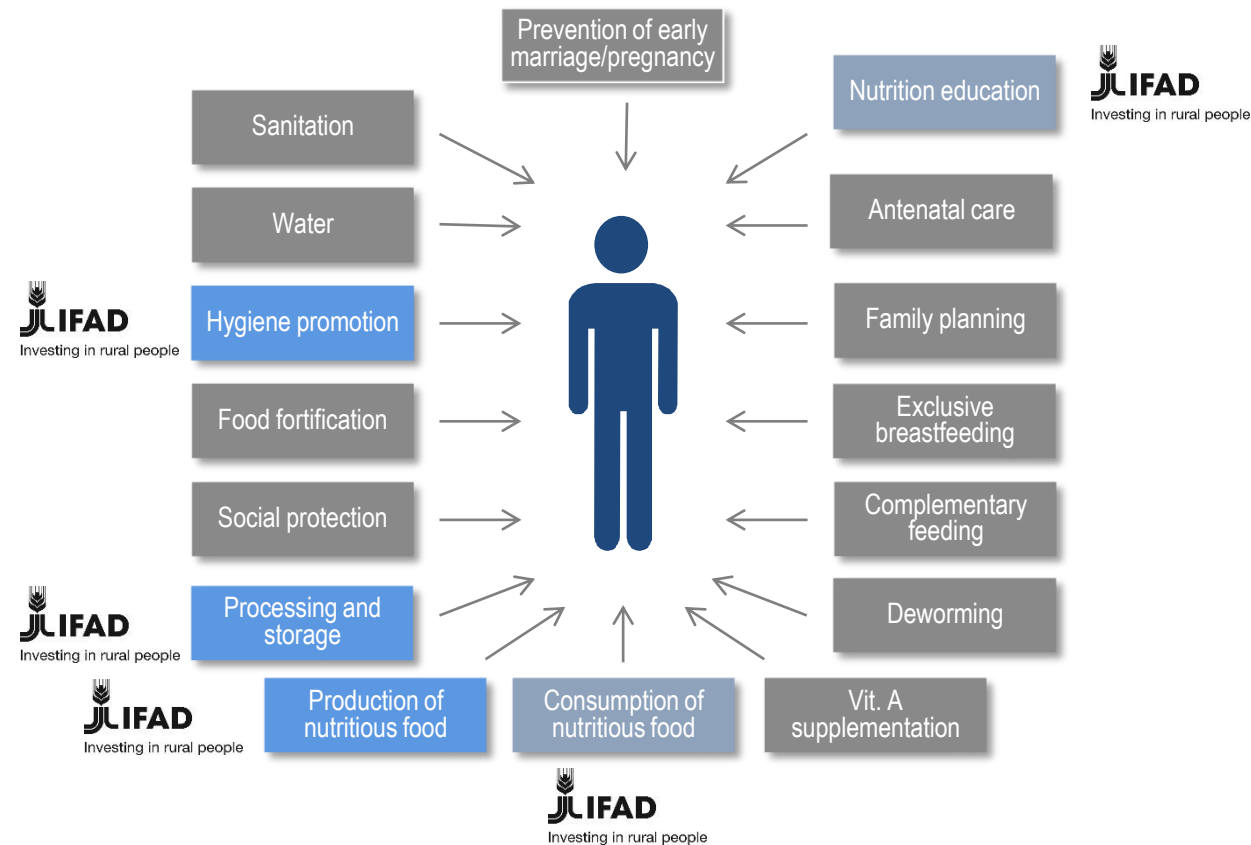 Prevention of early
marriage/pregnancy
Nutrition education
IFAD
Investing in rural people
Sanitation
Antenatal care
Water
IFAD
Investing in rural people
Hygiene promotion
Family planning
Food fortification
Exclusive
breastfeeding
Social protection
Complementary
feeding
IFAD
Investing in rural people
Processing and
storage
Deworming
IFAD
Investing in rural people
Production of
nutritious food
Consumption of
nutritious food
Vit. A
supplementation
IFAD
Investing in rural people